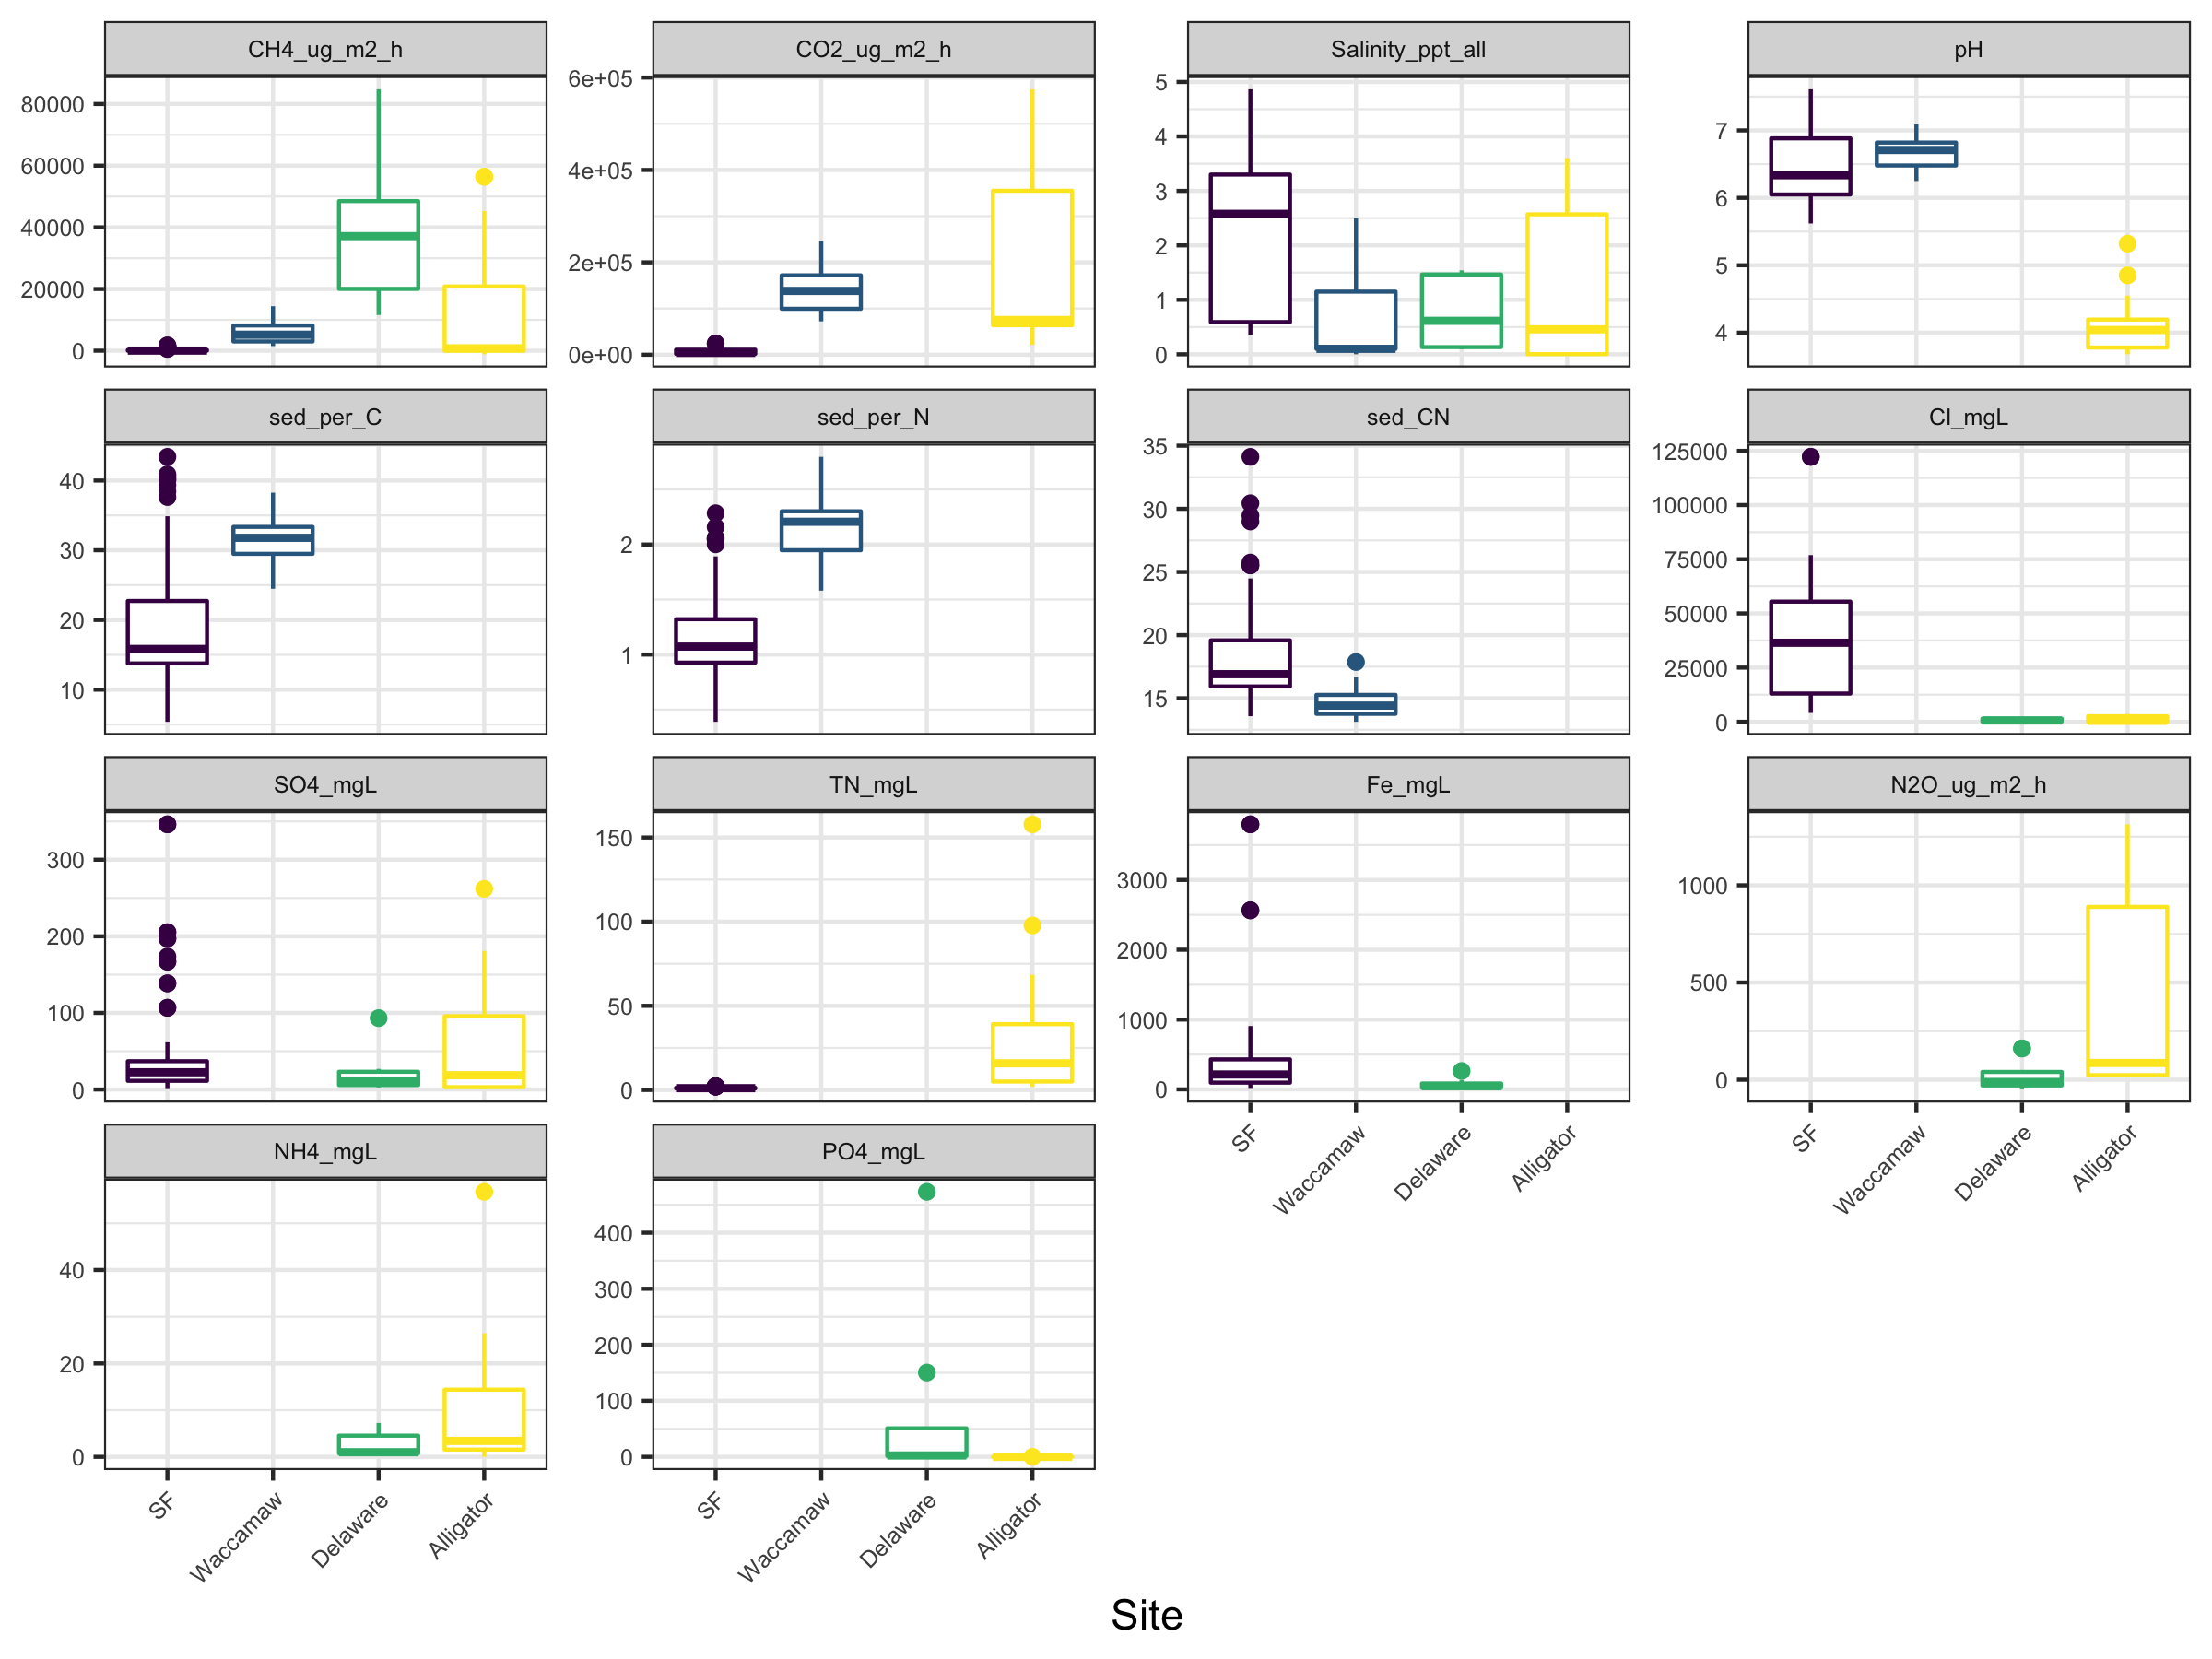 CH4_ug_m2_h
80000
60000
40000
20000
0
CO2_ug_m2_h
6e+05
4e+05
2e+05
0e+00
Salinity_ppt_all
5
4
3
2
1
0
pH
7
6
5
4
sed_per_C
40
30
20
10
sed_per_N
2
1
sed_CN
35
30
25
20
15
Cl_mgL
125000
100000
75000
50000
25000
0
SO4_mgL
300
200
100
0
TN_mgL
150
100
50
0
Fe_mgL
3000
2000
1000
0
SF
Waccamaw
Delaware
Alligator
N2O_ug_m2_h
1000
500
0
SF
Waccamaw
Delaware
Alligator
NH4_mgL
40
20
0
SF
Waccamaw
Delaware
Alligator
PO4_mgL
400
300
200
100
0
SF
Waccamaw
Delaware
Alligator
Site